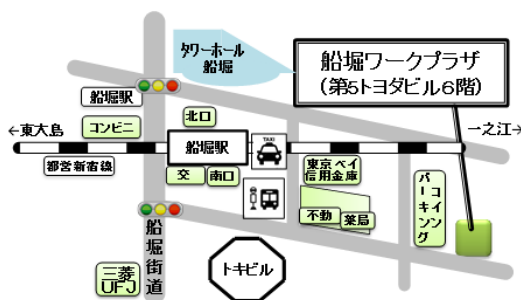 タワーホール
船堀
船堀ワークプラザ
(第5トヨダビル6階)
船堀駅
北口
コンビニ
←東大島
一之江→
船堀駅
TAXI
都営新宿線
交
南口
東京ベイ
信用金庫
コイン
パーキング
不動
薬局
船堀街道
三菱
UFJ
トキビル